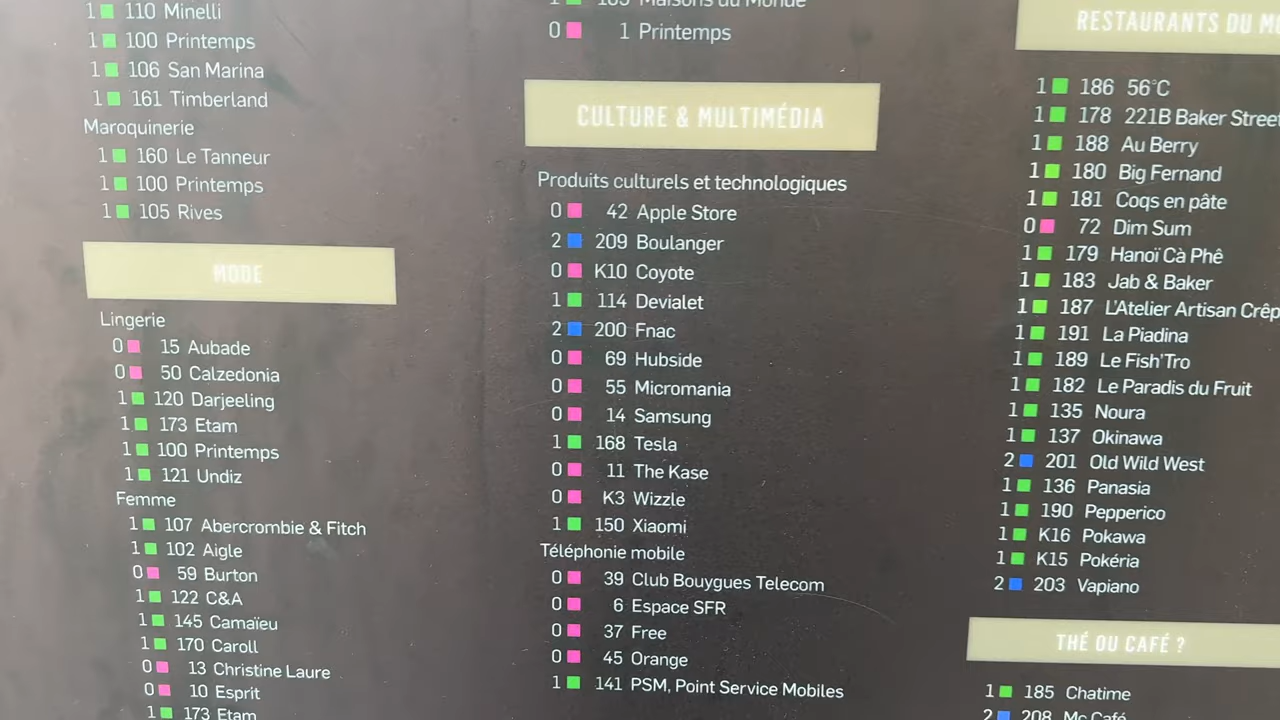 1 110 Minelli
1 100 Printemps
1 106 San Marina
1 161 Timberland
Maroquinerie
1 160 Le Tanneur
1 100 Printemps
1 105 Rives
MODE
Lingerie
0 15 Aubade
0 50 Calzedonia
1 120 Darjeeling
1 173 Etam
1 100 Printemps
1 121 Undiz
Femme
1 107 Abercrombie & Fitch
1 102 Aigle
0 59 Burton
1 122 C&A
1 145 Camaïeu
1 170 Caroll
0 13 Christine Laure
0 10 Esprit
1 173 Etam
Maisons du Monde
0 1 Printemps
CULTURE & MULTIMÉDIA
Produits culturels et technologiques
0 42 Apple Store
2 209 Boulanger
0 K10 Coyote
1 114 Devialet
2 200 Fnac
0 69 Hubside
0 55 Micromania
0 14 Samsung
1 168 Tesla
0 11 The Kase
0 K3 Wizzle
1 150 Xiaomi
Téléphonie mobile
0 39 Club Bouygues Telecom
0 6 Espace SFR
0 37 Free
0 45 Orange
1 141 PSM, Point Service Mobiles
RESTAURANTS DU
1 186 56°C
1 178 221B Baker Street
1 188 Au Berry
1 180 Big Fernand
1 181 Coqs en pâte
0 72 Dim Sum
1 179 Hanoï Cà Phê
1 183 Jab & Baker
1 187 L'Atelier Artisan Crêp
1 191 La Piadina
1 189 Le Fish'Tro
1 182 Le Paradis du Fruit
1 135 Noura
1 137 Okinawa
2 201 Old Wild West
1 136 Panasia
1 190 Pepperico
1 K16 Pokawa
1 K15 Pokéria
2 203 Vapiano
THÉ OU CAFÉ ?
1 185 Chatime
2 208 Mc Café